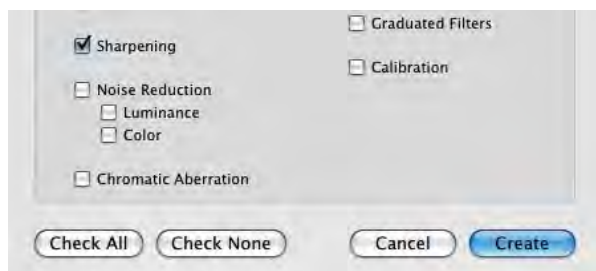 Sharpening
Noise Reduction
Luminance
Color
Chromatic Aberration
Graduated Filters
Calibration
Check All
Check None
Cancel
Create